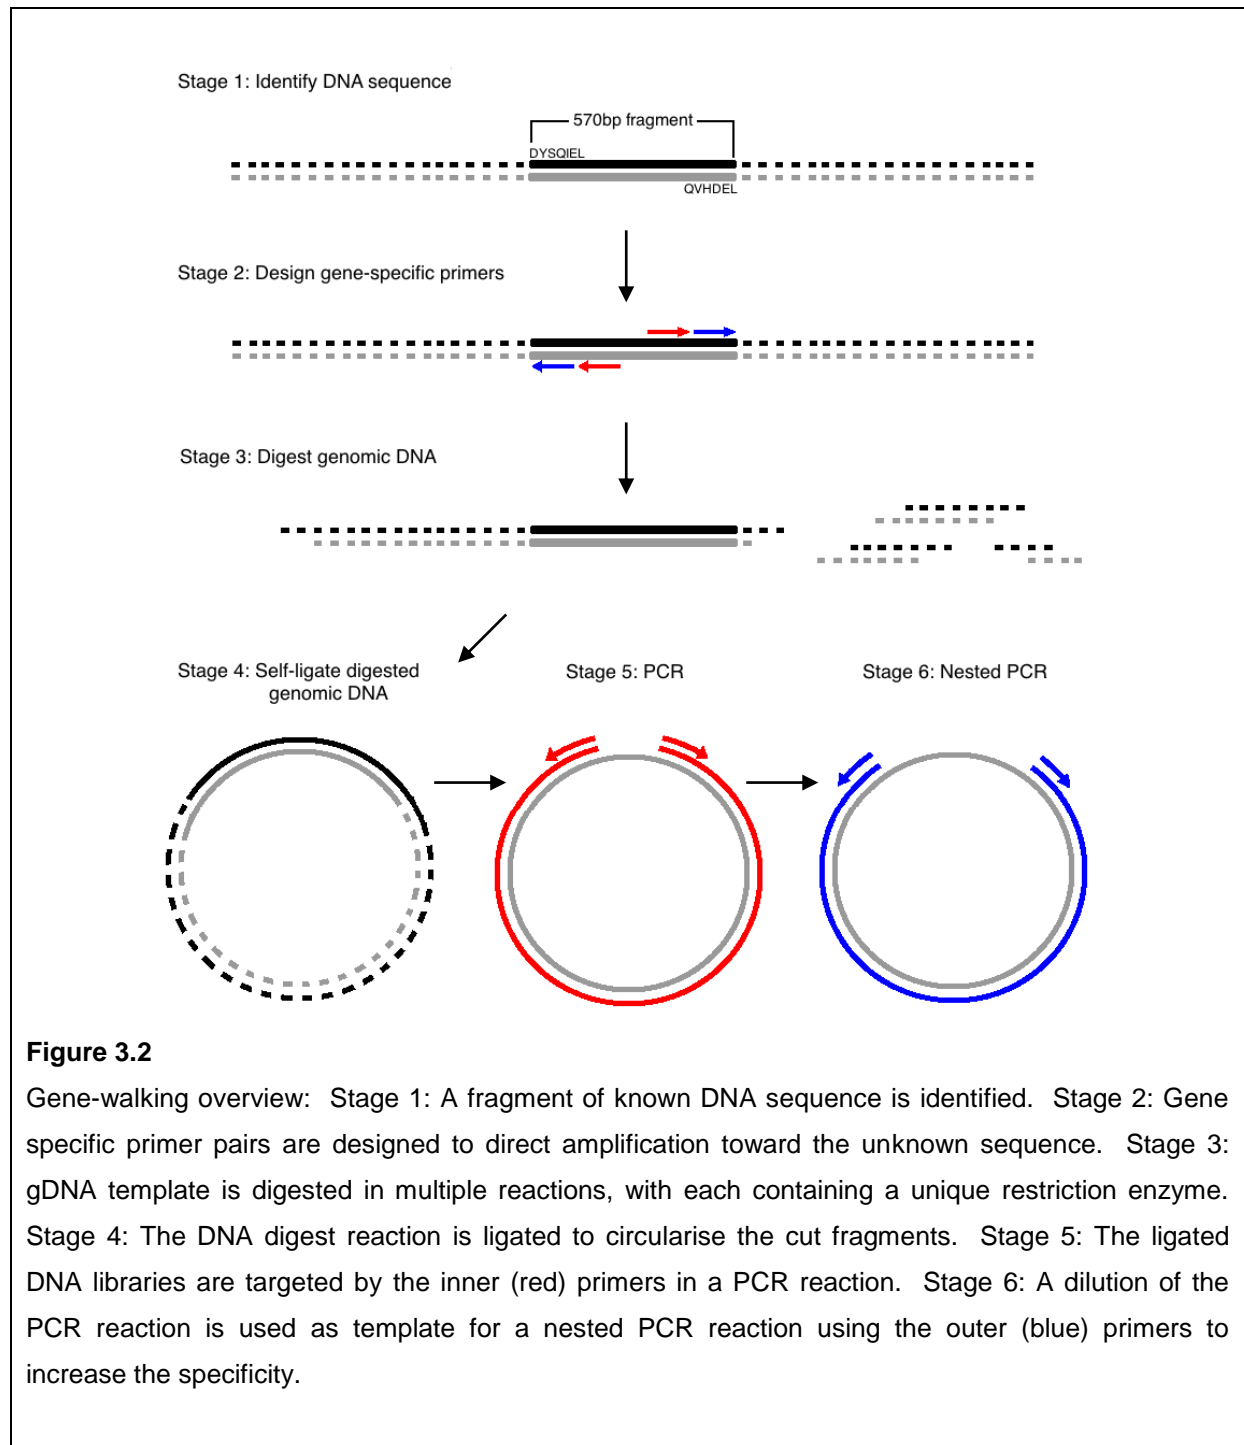 Stage 1: Identify DNA sequence
570bp fragment
DYSQIEL
QVHDEL
Stage 2: Design gene-specific primers
Stage 3: Digest genomic DNA
Stage 4: Self-ligate digested
genomic DNA
Stage 5: PCR
Stage 6: Nested PCR
Figure 3.2
Gene-walking overview: Stage 1: A fragment of known DNA sequence is identified. Stage 2: Gene
specific primer pairs are designed to direct amplification toward the unknown sequence. Stage 3:
gDNA template is digested in multiple reactions, with each containing a unique restriction enzyme.
Stage 4: The DNA digest reaction is ligated to circularise the cut fragments. Stage 5: The ligated
DNA libraries are targeted by the inner (red) primers in a PCR reaction. Stage 6: A dilution of the
PCR reaction is used as template for a nested PCR reaction using the outer (blue) primers to
increase the specificity.